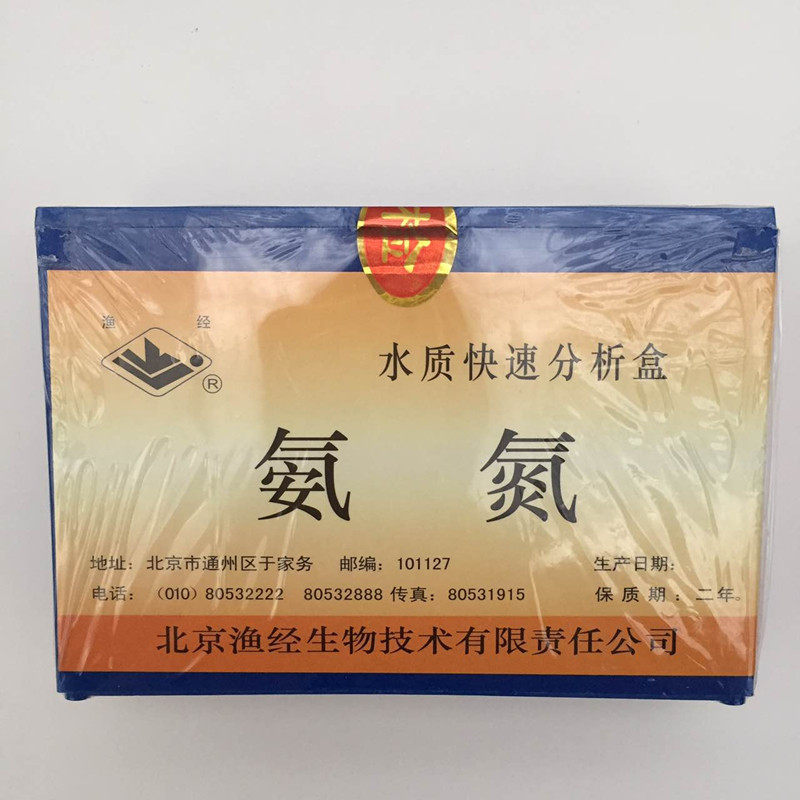 检
渔 经
®
水质快速分析盒
氨 氮
地址：北京市通州区于家务 邮编：101127 生产日期：
电话：（010）80532222 80532888 传真：80531915 保质期：二年。
北京渔经生物技术有限责任公司